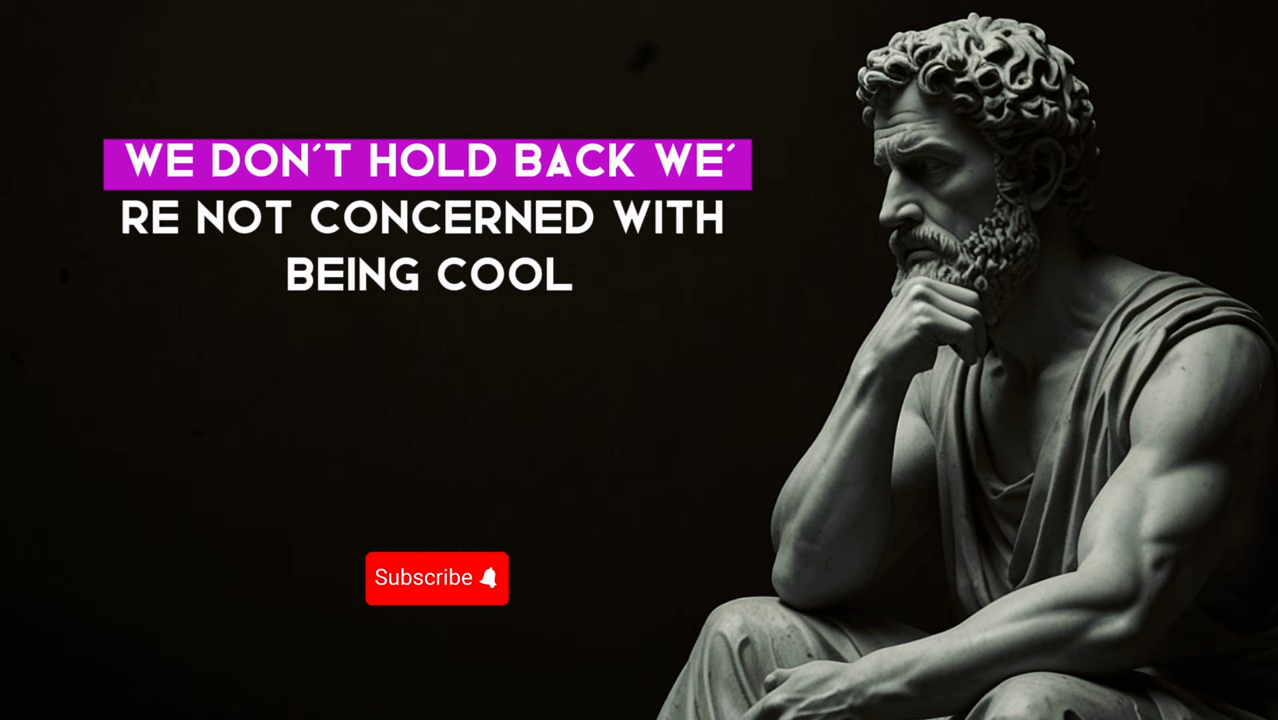 WE DON´T HOLD BACK WE´
RE NOT CONCERNED WITH
BEING COOL
Subscribe